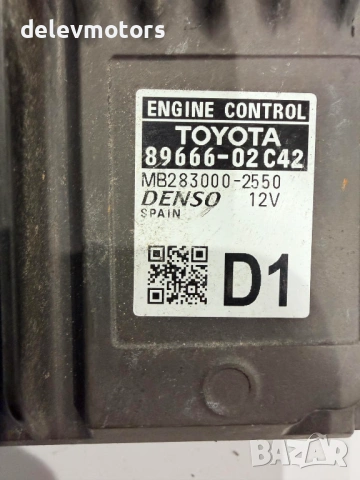 delevmotors
ENGINE CONTROL
TOYOTA
89666-02C42
MB283000-2550
DENSO 12V
SPAIN
D1
BAZAR